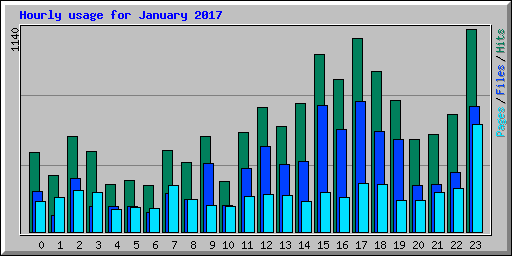 Hourly usage for January 2017
1140
Pages/Files/Hits
0 1 2 3 4 5 6 7 8 9 10 11 12 13 14 15 16 17 18 19 20 21 22 23